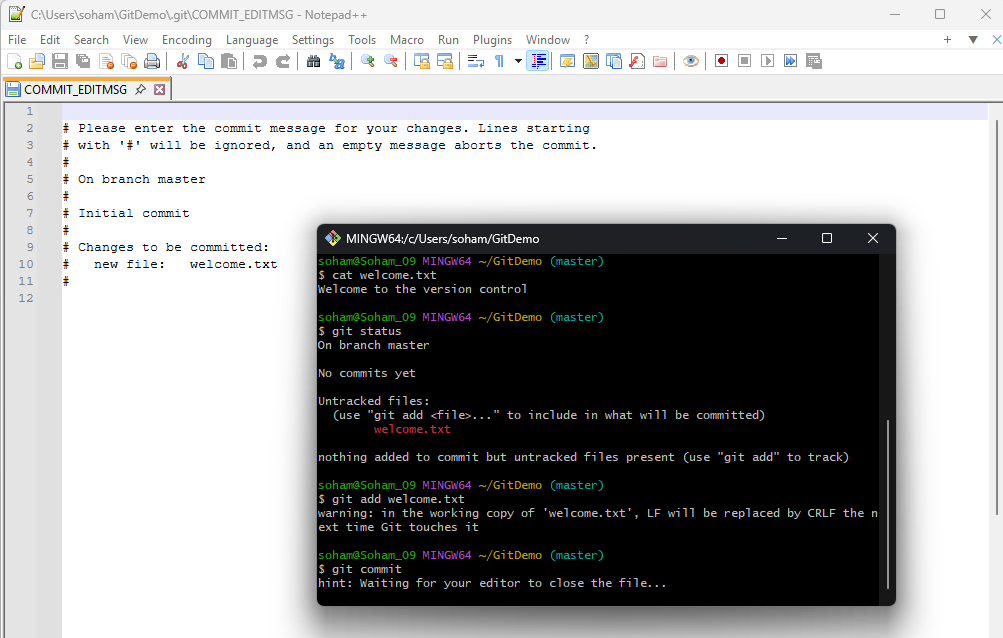 C:\Users\soham\GitDemo\.git\COMMIT_EDITMSG - Notepad++
File Edit Search View Encoding Language Settings Tools Macro Run Plugins Window ?
COMMIT_EDITMSG
1
2 # Please enter the commit message for your changes. Lines starting
3 # with '#' will be ignored, and an empty message aborts the commit.
4 #
5 # On branch master
6 #
7 # Initial commit
8 #
9 # Changes to be committed:
10 #   new file:   welcome.txt
11 #
12
MINGW64:/c/Users/soham/GitDemo
soham@Soham_09 MINGW64 ~/GitDemo (master)
$ cat welcome.txt
Welcome to the version control
soham@Soham_09 MINGW64 ~/GitDemo (master)
$ git status
On branch master
No commits yet
Untracked files:
  (use "git add <file>..." to include in what will be committed)
        welcome.txt
nothing added to commit but untracked files present (use "git add" to track)
soham@Soham_09 MINGW64 ~/GitDemo (master)
$ git add welcome.txt
warning: in the working copy of 'welcome.txt', LF will be replaced by CRLF the n
ext time Git touches it
soham@Soham_09 MINGW64 ~/GitDemo (master)
$ git commit
hint: Waiting for your editor to close the file...